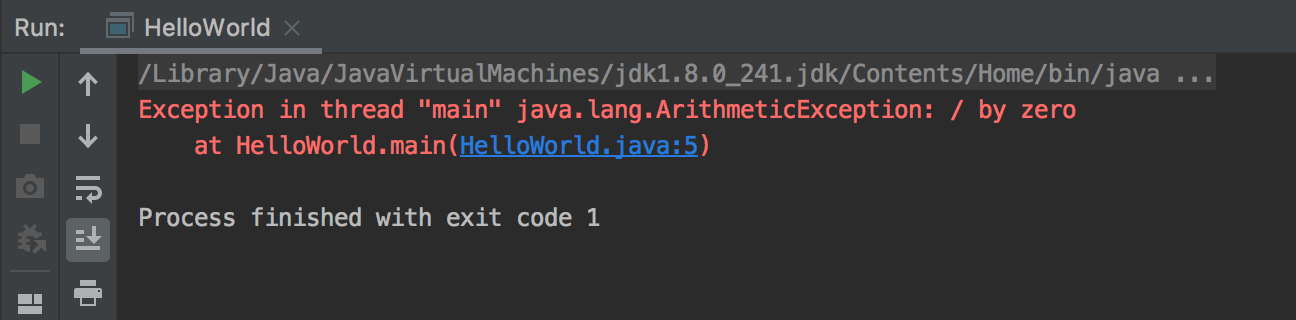 Run: HelloWorld
/Library/Java/JavaVirtualMachines/jdk1.8.0_241.jdk/Contents/Home/bin/java ...
Exception in thread "main" java.lang.ArithmeticException: / by zero
    at HelloWorld.main(HelloWorld.java:5)
Process finished with exit code 1